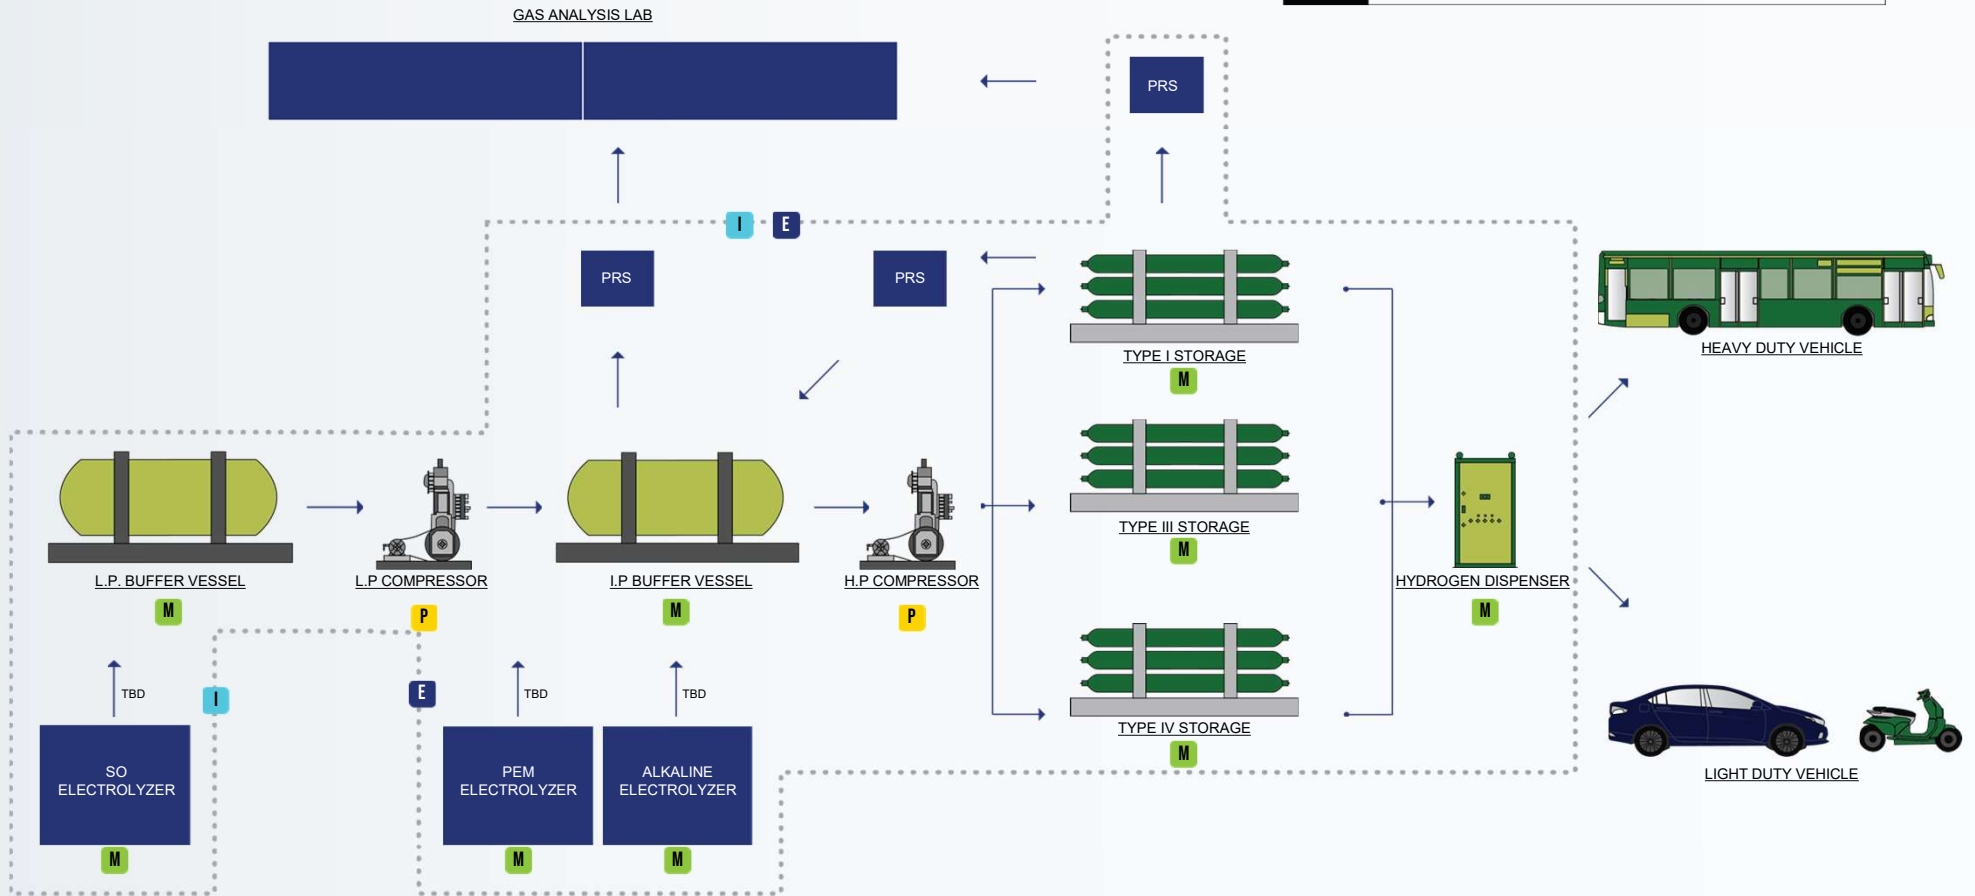 GAS ANALYSIS LAB
PRS
I
E
PRS
PRS
TYPE I STORAGE
M
HEAVY DUTY VEHICLE
L.P. BUFFER VESSEL
M
L.P COMPRESSOR
P
I.P BUFFER VESSEL
M
H.P COMPRESSOR
P
TYPE III STORAGE
M
HYDROGEN DISPENSER
M
TBD
I
E
TBD
TBD
TYPE IV STORAGE
M
SO
ELECTROLYZER
M
PEM
ELECTROLYZER
M
ALKALINE
ELECTROLYZER
M
LIGHT DUTY VEHICLE